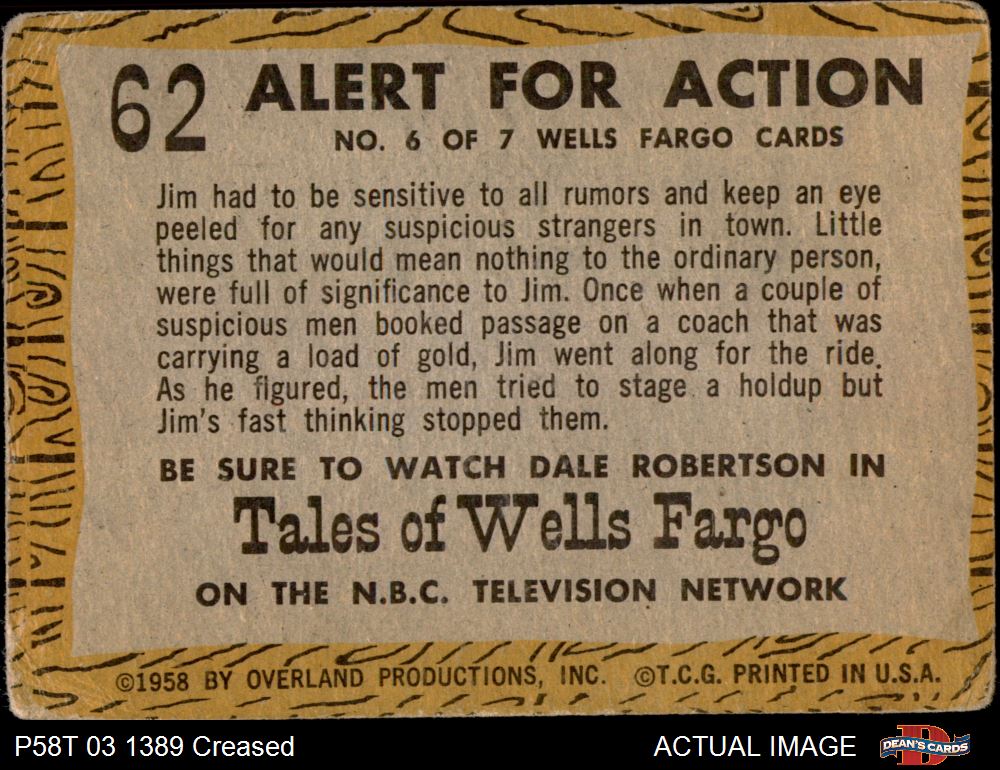 62 ALERT FOR ACTION
NO. 6 OF 7 WELLS FARGO CARDS
Jim had to be sensitive to all rumors and keep an eye
peeled for any suspicious strangers in town. Little
things that would mean nothing to the ordinary person,
were full of significance to Jim. Once when a couple of
suspicious men booked passage on a coach that was
carrying a load of gold, Jim went along for the ride.
As he figured, the men tried to stage a holdup but
Jim's fast thinking stopped them.
BE SURE TO WATCH DALE ROBERTSON IN
Tales of Wells Fargo
ON THE N.B.C. TELEVISION NETWORK
©1958 BY OVERLAND PRODUCTIONS, INC. ©T.C.G. PRINTED IN U.S.A.
P58T 03 1389 Creased ACTUAL IMAGE DEAN'S CARDS